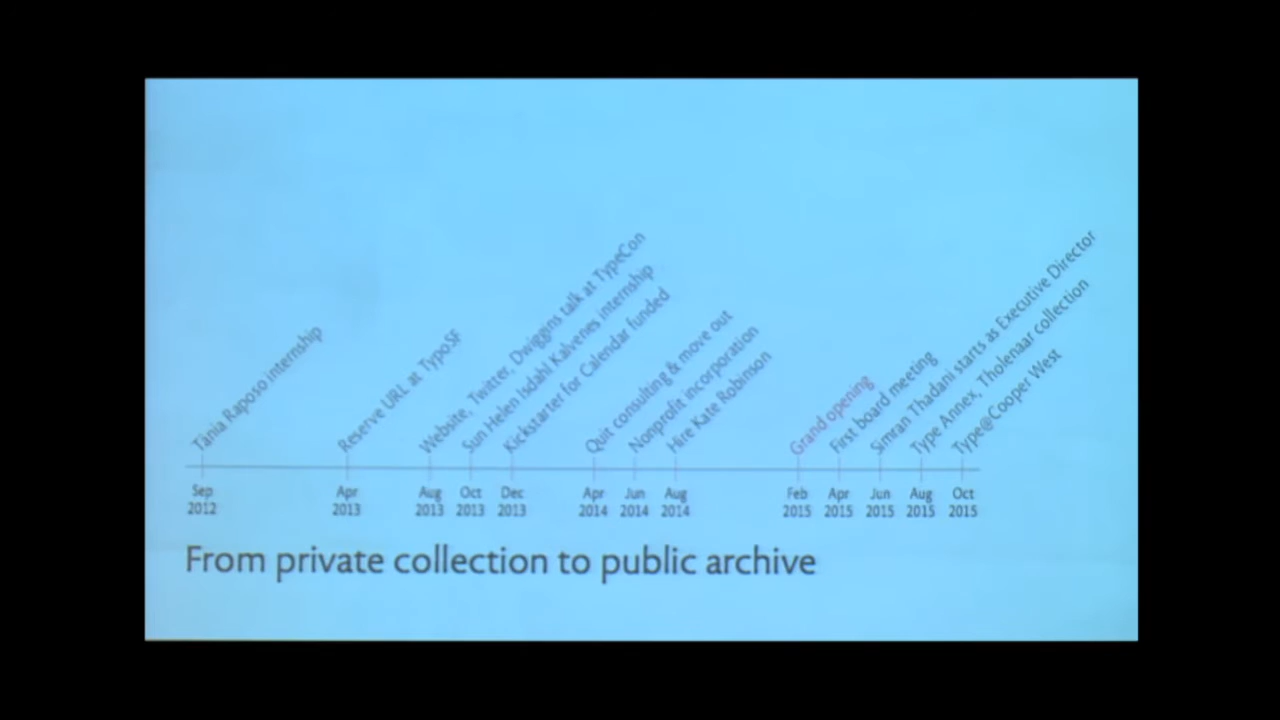 Tânia Raposo internship
Reserve URL at TypoSF
Website, Twitter, Dwiggins talk at TypeCon
Sun Helen Isdahl Kalvenes internship
Kickstarter for Calendar funded
Quit consulting & move out
Nonprofit incorporation
Hire Kate Robinson
Grand opening
First board meeting
Simran Thadani starts as Executive Director
Type Annex, Tholenaar collection
Type@Cooper West
Sep
2012
Apr
2013
Aug
2013
Oct
2013
Dec
2013
Apr
2014
Jun
2014
Aug
2014
Feb
2015
Apr
2015
Jun
2015
Aug
2015
Oct
2015
From private collection to public archive